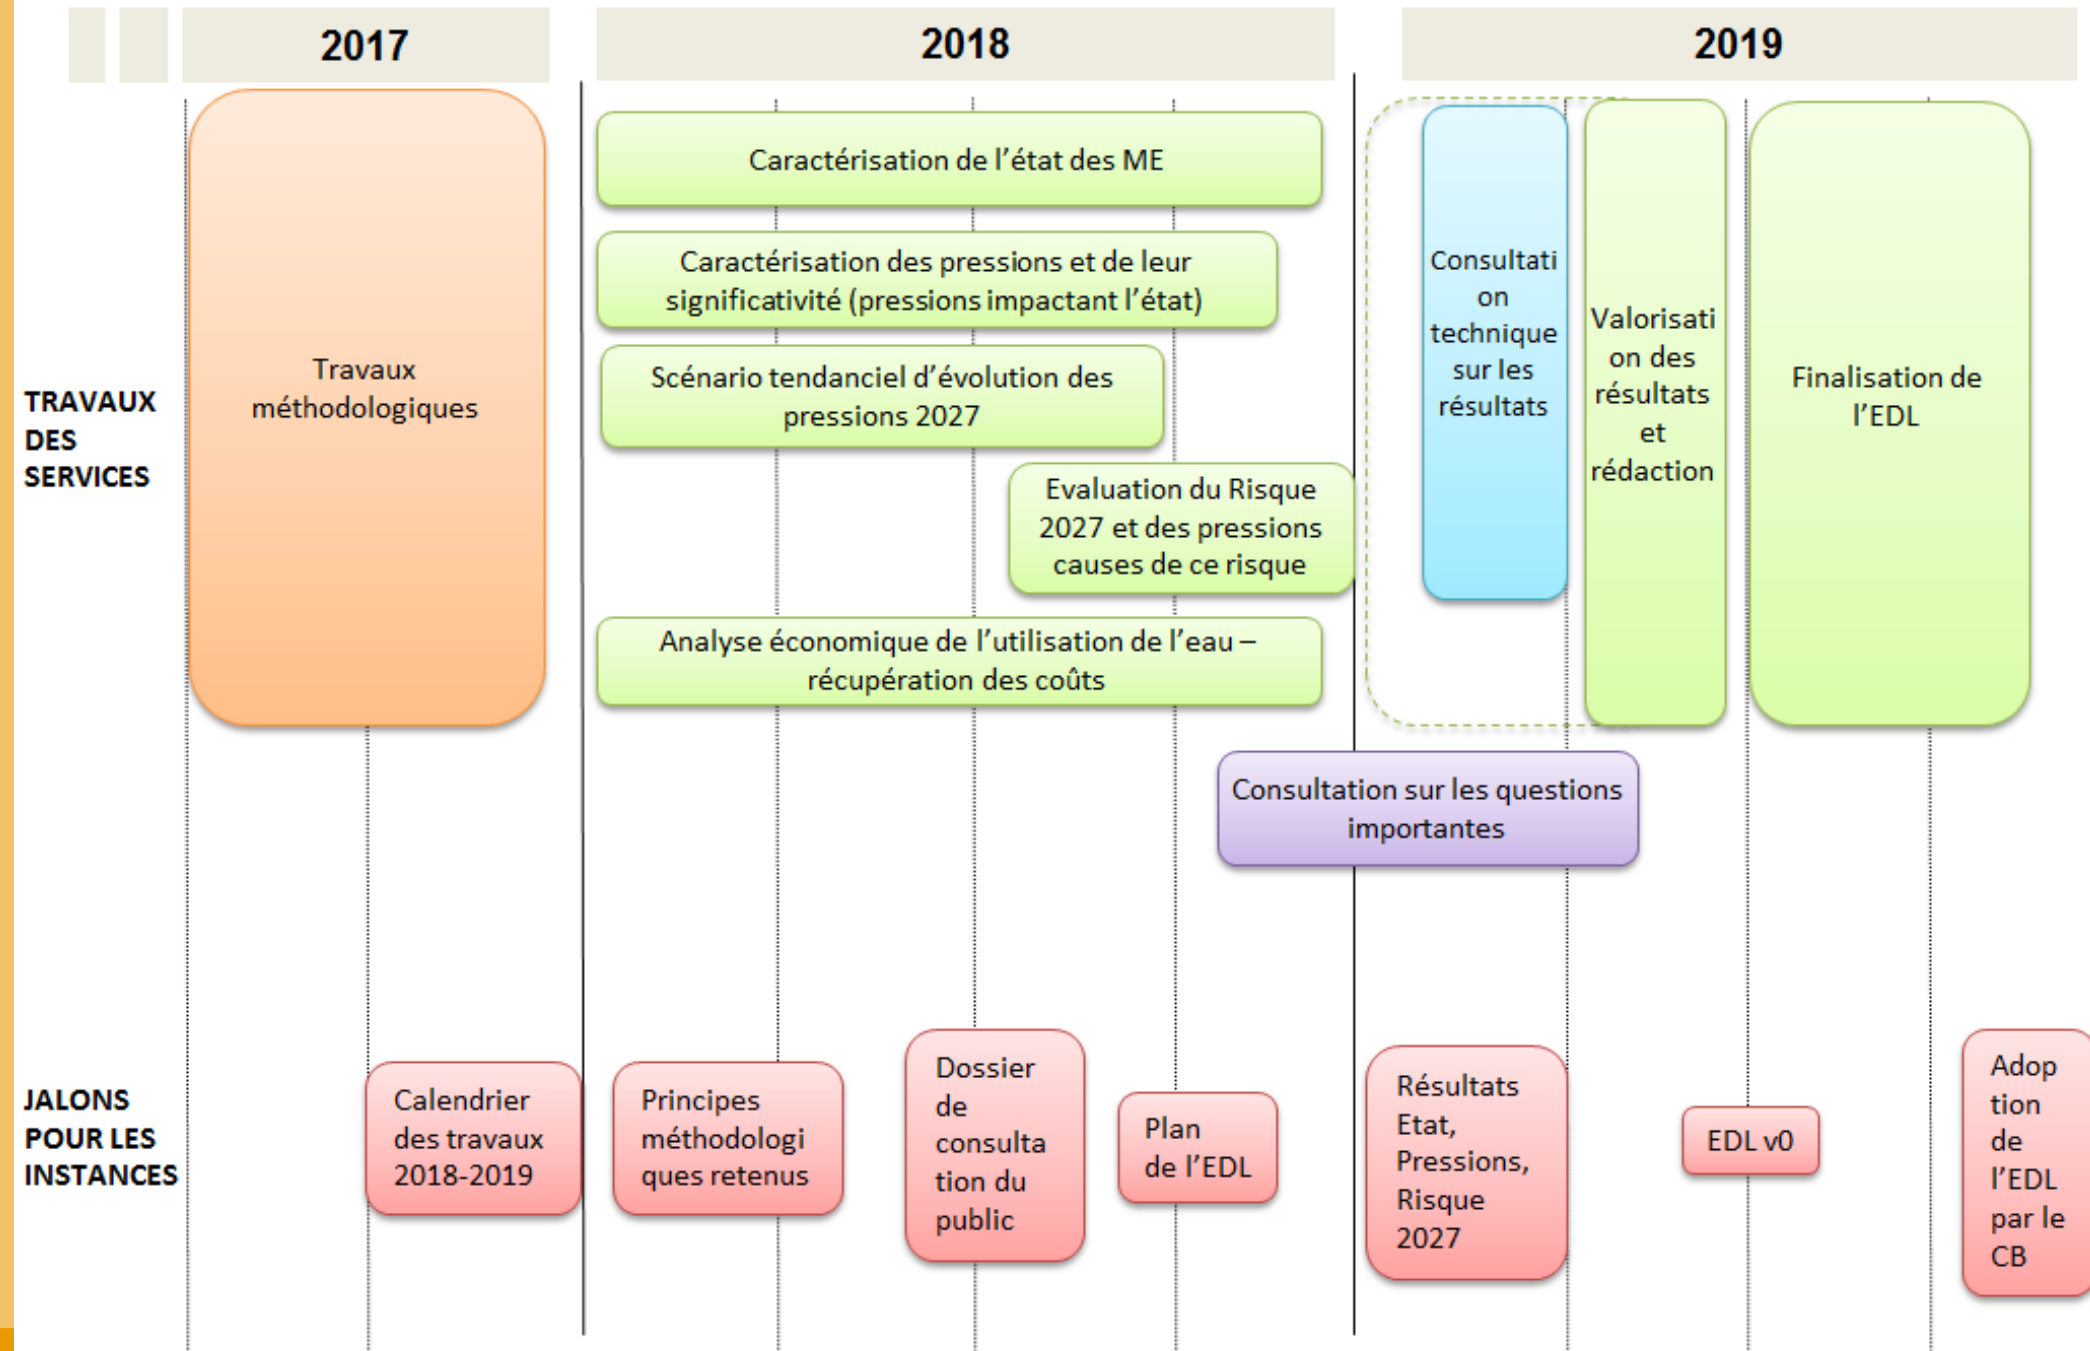 2017
2018
2019
TRAVAUX
DES
SERVICES
Travaux
méthodologiques
Caractérisation de l'état des ME
Caractérisation des pressions et de leur
significativité (pressions impactant l'état)
Scénario tendanciel d'évolution des
pressions 2027
Evaluation du Risque
2027 et des pressions
causes de ce risque
Analyse économique de l'utilisation de l'eau –
récupération des coûts
Consultati
on
technique
sur les
résultats
Valorisati
on des
résultats
et
rédaction
Finalisation de
l'EDL
Consultation sur les questions
importantes
JALONS
POUR LES
INSTANCES
Calendrier
des travaux
2018-2019
Principes
méthodologi
ques retenus
Dossier
de
consulta
tion du
public
Plan
de l'EDL
Résultats
Etat,
Pressions,
Risque
2027
EDL v0
Adop
tion
de
l'EDL
par le
CB